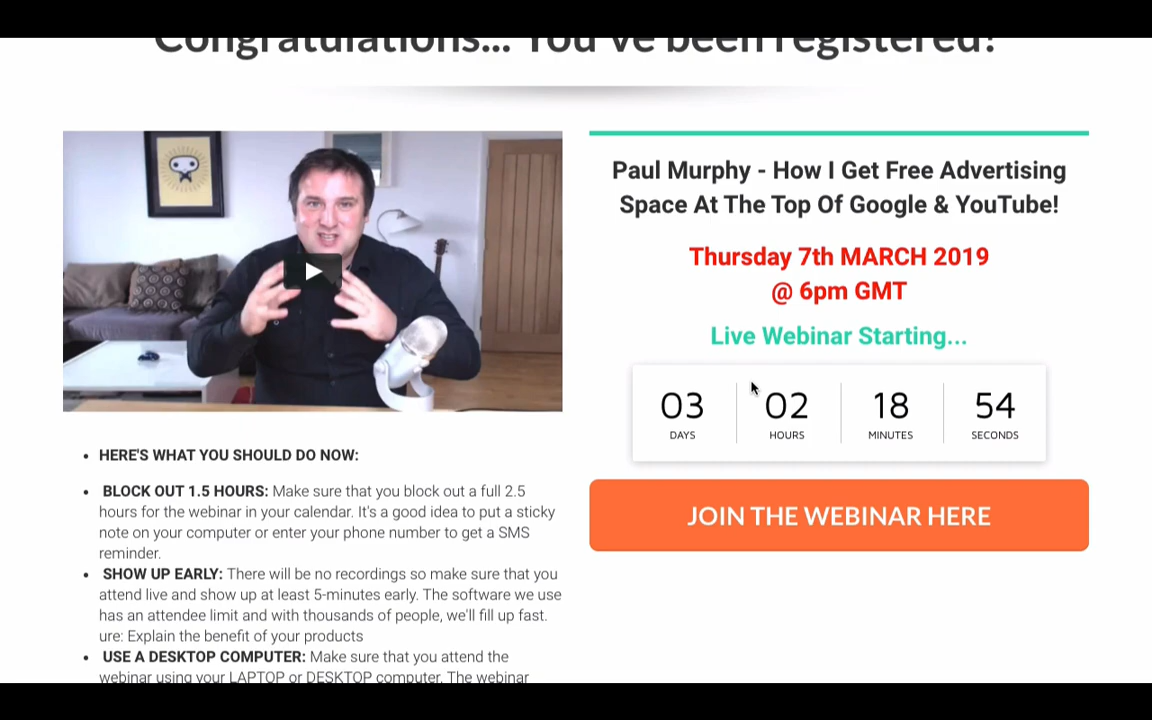 Congratulations... You've been registered!
Paul Murphy - How I Get Free Advertising
Space At The Top Of Google & YouTube!
Thursday 7th MARCH 2019
@ 6pm GMT
Live Webinar Starting...
03 02 18 54
DAYS HOURS MINUTES SECONDS
JOIN THE WEBINAR HERE
HERE'S WHAT YOU SHOULD DO NOW:
BLOCK OUT 1.5 HOURS: Make sure that you block out a full 2.5
hours for the webinar in your calendar. It's a good idea to put a sticky
note on your computer or enter your phone number to get a SMS
reminder.
SHOW UP EARLY: There will be no recordings so make sure that you
attend live and show up at least 5-minutes early. The software we use
has an attendee limit and with thousands of people, we'll fill up fast.
ure: Explain the benefit of your products
USE A DESKTOP COMPUTER: Make sure that you attend the
webinar using your LAPTOP or DESKTOP computer. The webinar